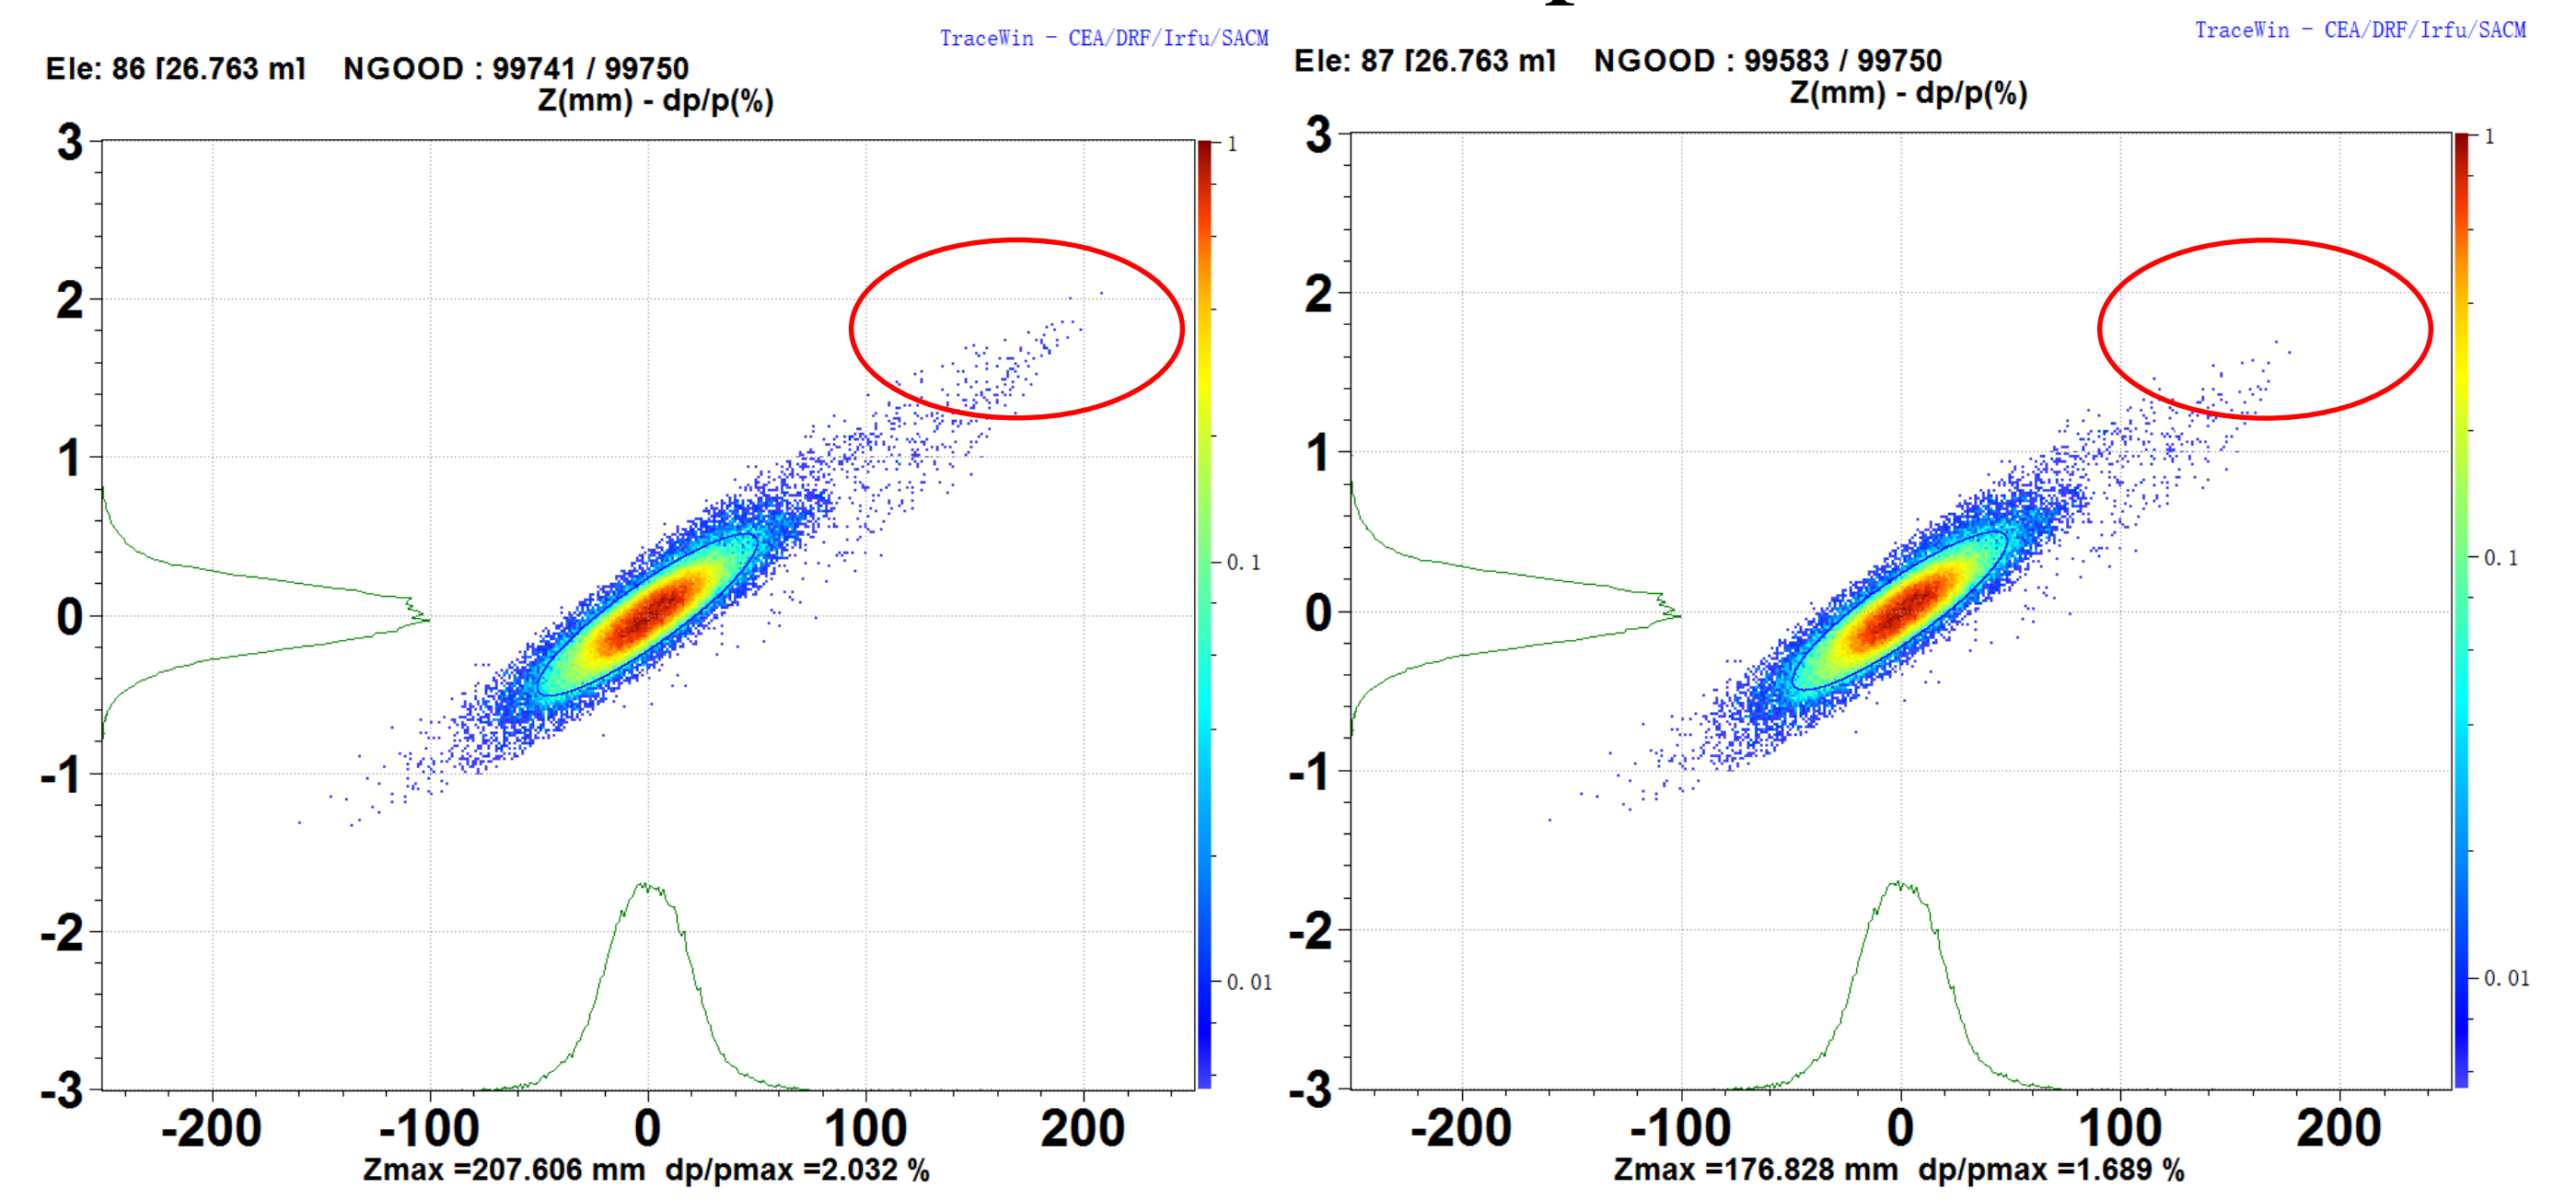 TraceWin - CEA/DRF/Irfu/SACM
Ele: 86 [26.763 m] NGOOD : 99741 / 99750
Z(mm) - dp/p(%)
3
2
1
0
-1
-2
-3
-200 -100 0 100 200
Zmax =207.606 mm dp/pmax =2.032 %
1
0.1
0.01
TraceWin - CEA/DRF/Irfu/SACM
Ele: 87 [26.763 m] NGOOD : 99583 / 99750
Z(mm) - dp/p(%)
3
2
1
0
-1
-2
-3
-200 -100 0 100 200
Zmax =176.828 mm dp/pmax =1.689 %
1
0.1
0.01